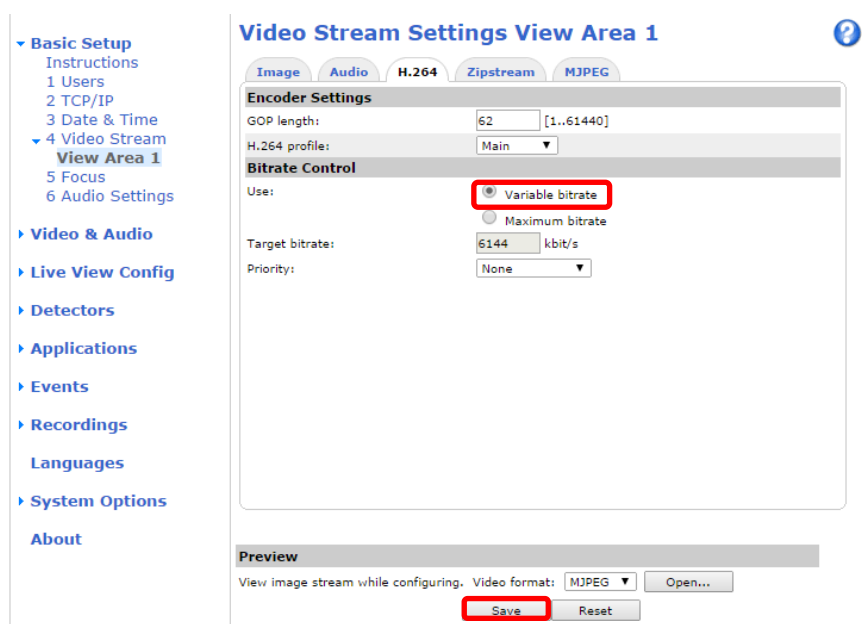 Basic Setup
Instructions
1 Users
2 TCP/IP
3 Date & Time
4 Video Stream
View Area 1
5 Focus
6 Audio Settings
Video & Audio
Live View Config
Detectors
Applications
Events
Recordings
Languages
System Options
About
Video Stream Settings View Area 1
?
Image Audio H.264 Zipstream MJPEG
Encoder Settings
GOP length: 62 [1..61440]
H.264 profile: Main
Bitrate Control
Use: Variable bitrate
Maximum bitrate
Target bitrate: 6144 kbit/s
Priority: None
Preview
View image stream while configuring. Video format: MJPEG Open...
Save Reset